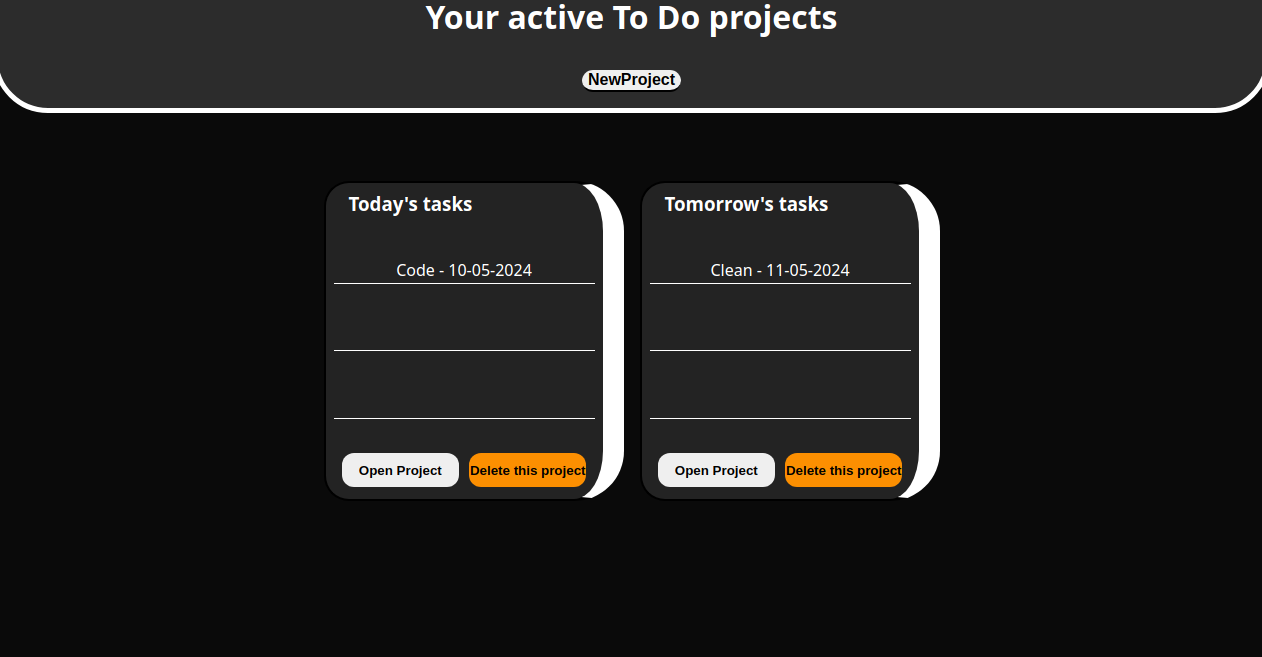 Your active To Do projects
NewProject
Today's tasks
Code - 10-05-2024
Open Project
Delete this project
Tomorrow's tasks
Clean - 11-05-2024
Open Project
Delete this project